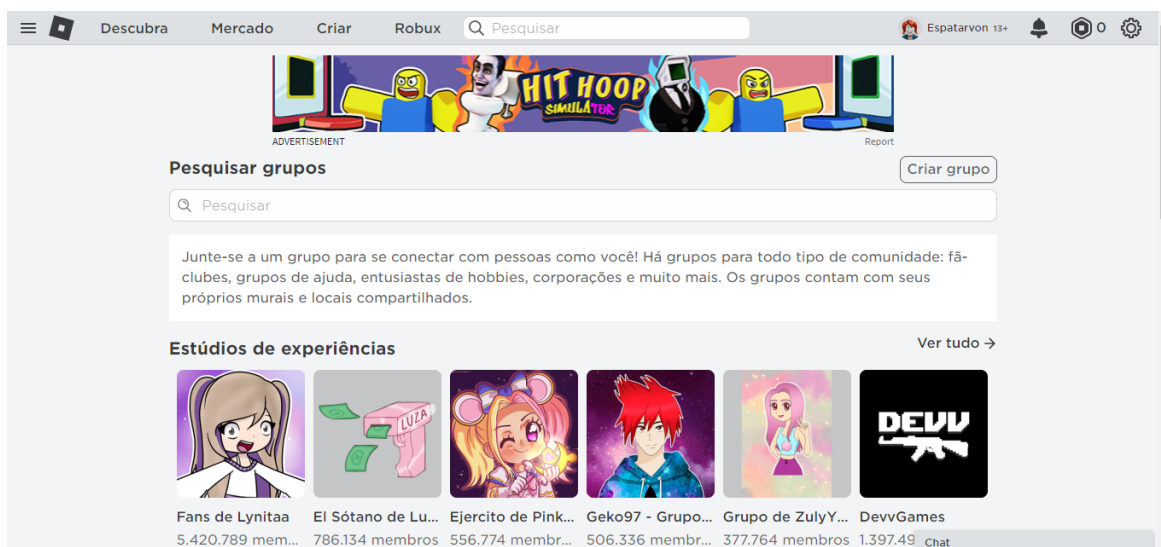 Descubra Mercado Criar Robux Pesquisar Espatarvon 13+ 0
HIT HOOP
SIMULATOR
ADVERTISEMENT Report
Pesquisar grupos Criar grupo
Pesquisar
Junte-se a um grupo para se conectar com pessoas como você! Há grupos para todo tipo de comunidade: fã-
clubes, grupos de ajuda, entusiastas de hobbies, corporações e muito mais. Os grupos contam com seus
próprios murais e locais compartilhados.
Estúdios de experiências Ver tudo →
LUZA
DEVV
Fans de Lynitaa El Sótano de Lu... Ejercito de Pink... Geko97 - Grupo... Grupo de ZulyY... DevvGames
5.420.789 mem... 786.134 membros 556.774 membr... 506.336 membr... 377.764 membros 1.397.49 Chat